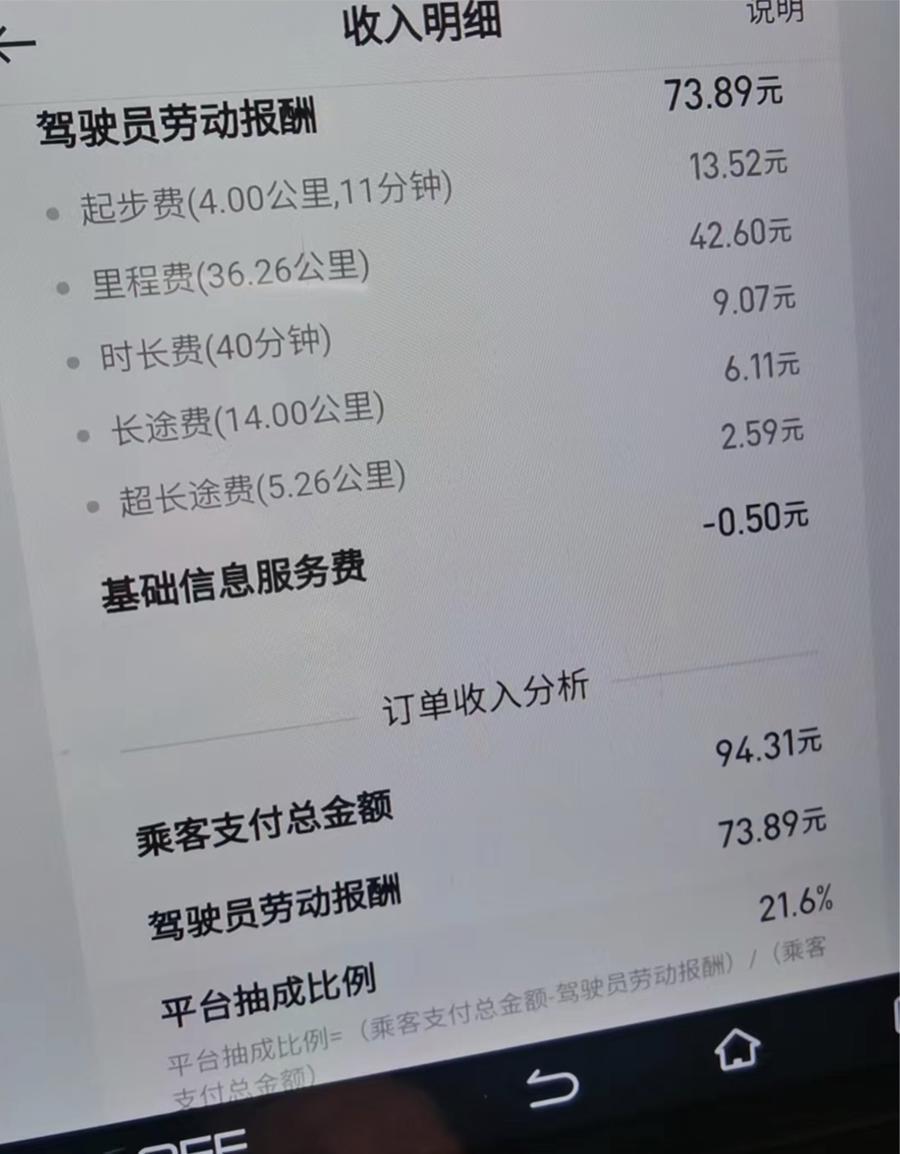 收入明细
说明
驾驶员劳动报酬 73.89元
起步费(4.00公里,11分钟) 13.52元
里程费(36.26公里) 42.60元
时长费(40分钟) 9.07元
长途费(14.00公里) 6.11元
超长途费(5.26公里) 2.59元
基础信息服务费 -0.50元
订单收入分析
乘客支付总金额 94.31元
驾驶员劳动报酬 73.89元
平台抽成比例 21.6%
平台抽成比例=（乘客支付总金额-驾驶员劳动报酬）/（乘客
支付总金额）
OFF